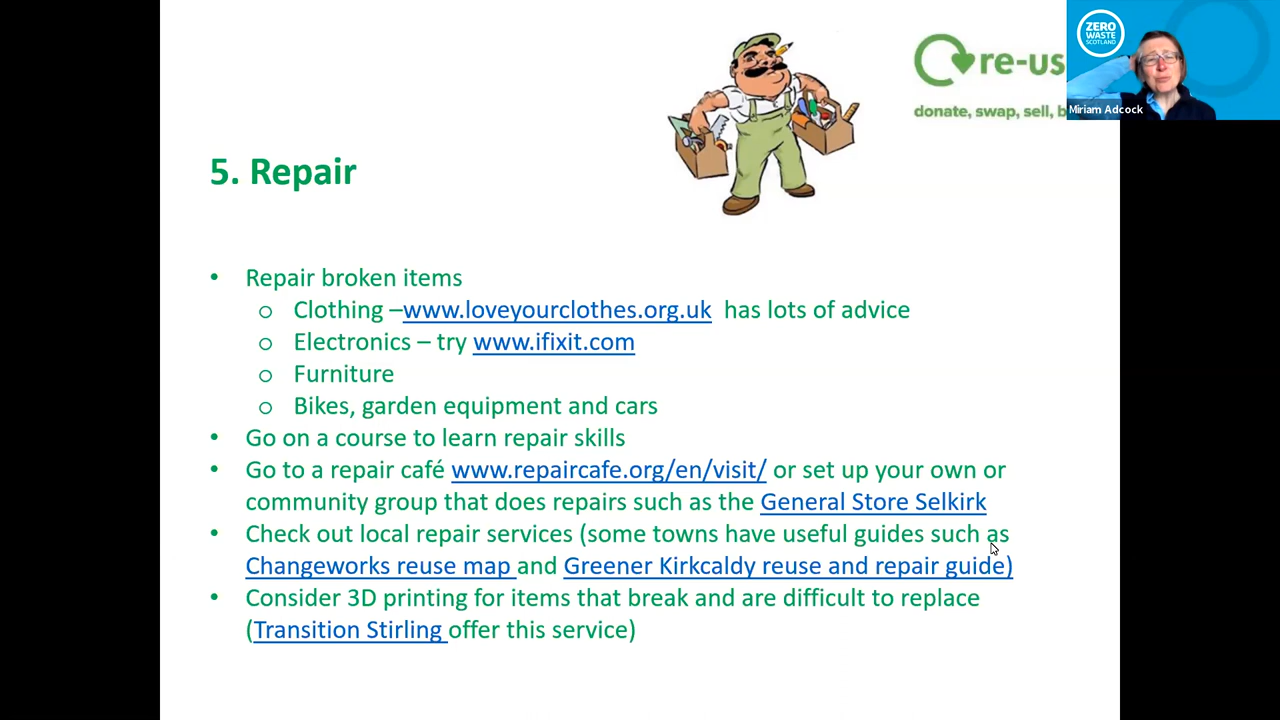 ZERO
WASTE
SCOTLAND
re-us
donate, swap, sell, b
Miriam Adcock
5. Repair
• Repair broken items
o Clothing –www.loveyourclothes.org.uk has lots of advice
o Electronics – try www.ifixit.com
o Furniture
o Bikes, garden equipment and cars
• Go on a course to learn repair skills
• Go to a repair café www.repaircafe.org/en/visit/ or set up your own or
community group that does repairs such as the General Store Selkirk
• Check out local repair services (some towns have useful guides such as
Changeworks reuse map and Greener Kirkcaldy reuse and repair guide)
• Consider 3D printing for items that break and are difficult to replace
(Transition Stirling offer this service)